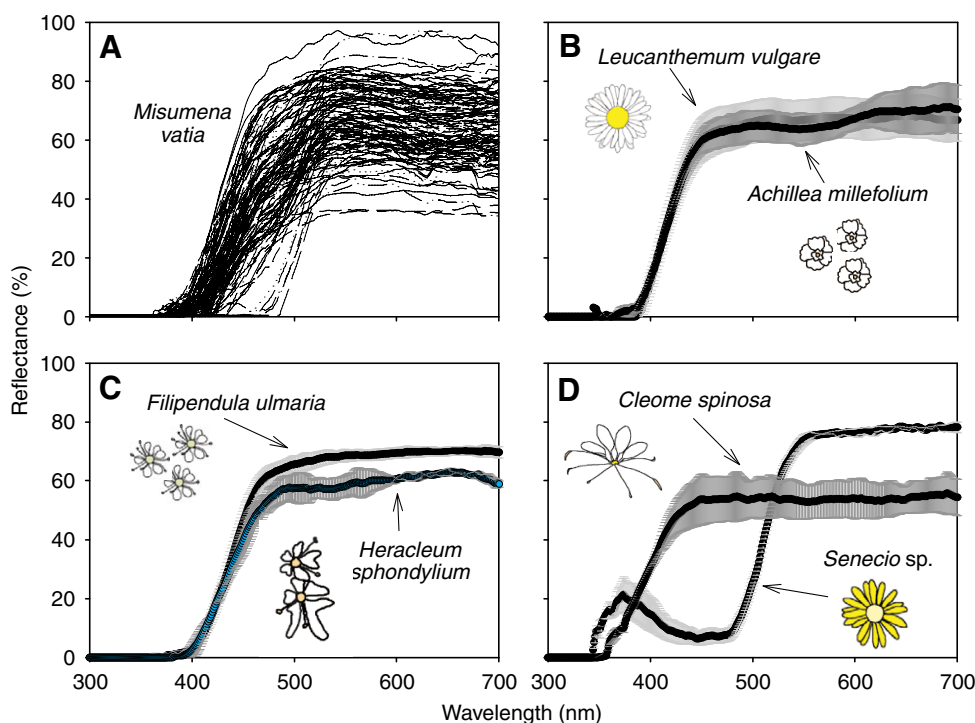 100
80
60
40
20
0
A
Misumena
vatia
B
Leucanthemum vulgare
Achillea millefolium
Reflectance (%)
100
80
60
40
20
0
C
Filipendula ulmaria
Heracleum
sphondylium
300 400 500 600 700
D
Cleome spinosa
Senecio sp.
300 400 500 600 700
Wavelength (nm)